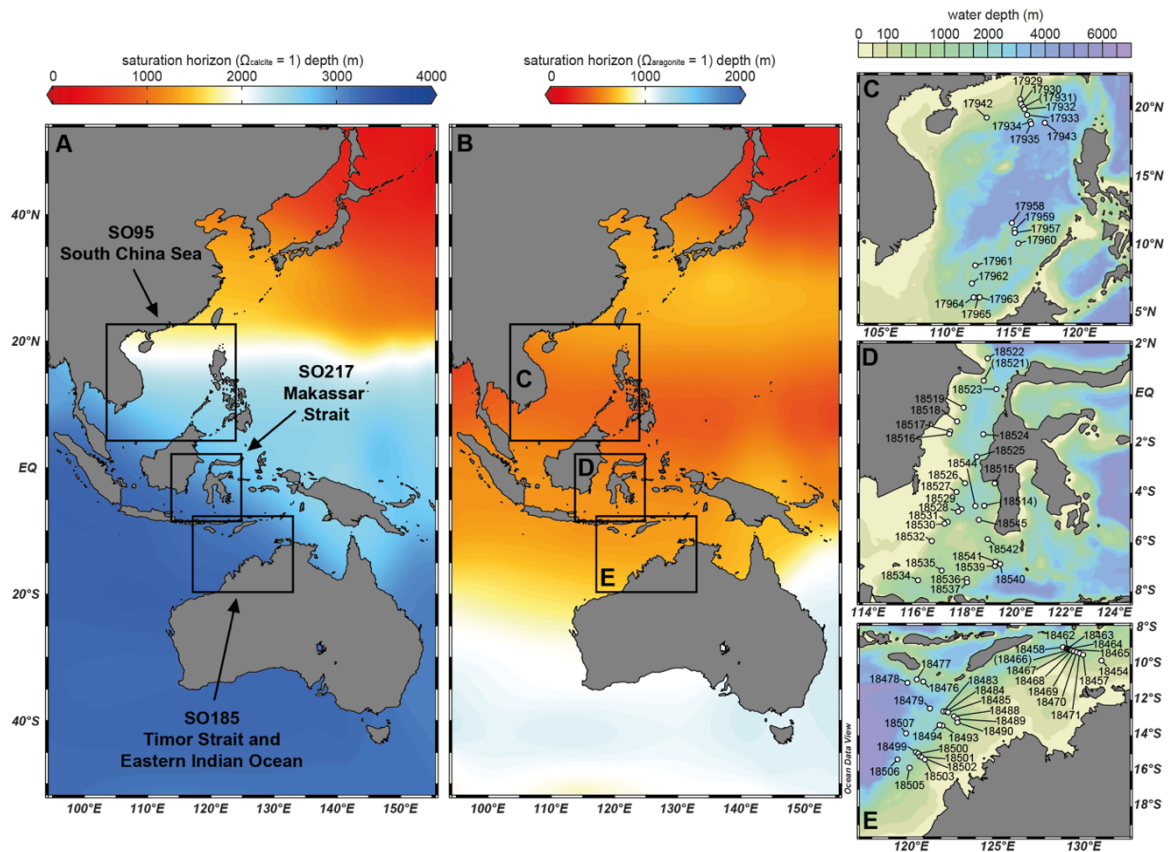 saturation horizon (Ωcalcite = 1) depth (m)
0 1000 2000 3000 4000
saturation horizon (Ωaragonite = 1) depth (m)
0 1000 2000
water depth (m)
0 100 1000 2000 4000 6000
A
SO95
South China Sea
SO217
Makassar
Strait
SO185
Timor Strait and
Eastern Indian Ocean
40°N
20°N
EQ
20°S
40°S
100°E 110°E 120°E 130°E 140°E 150°E
B
C
D
E
100°E 110°E 120°E 130°E 140°E 150°E
Ocean Data View
C
17929
17930
(17931)
17932
17942
17933
17934
17943
17935
17958
17959
17957
17960
17961
17962
17964
17963
17965
20°N
15°N
10°N
5°N
105°E 110°E 115°E 120°E
D
18522
(18521)
18523
18519
18518
18517
18516
18524
18525
18544
18515
18526
18527
18529
18528
18514)
18531
18530
18545
18532
18542
18541
18539
18535
18534
18536
18537
18540
2°N
EQ
2°S
4°S
6°S
8°S
114°E 116°E 118°E 120°E 122°E 124°E
18462
18463
18464
18458
18465
(18466)
18454
18467
18457
18468
18469
18470
18471
18477
18478
18476
18483
18484
18485
18479
18488
18489
18490
18507
18494
18493
18499
18500
18501
18502
18506
18503
18505
8°S
10°S
12°S
14°S
16°S
18°S
E
120°E 125°E 130°E